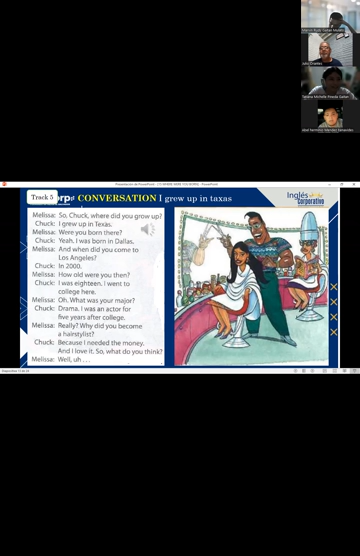 Track 5
CONVERSATION I grew up in taxas
Inglés
Corporativo
Melissa: So, Chuck, where did you grow up?
Chuck: I grew up in Texas.
Melissa: Were you born there?
Chuck: Yeah. I was born in Dallas.
Melissa: And when did you come to
Los Angeles?
Chuck: In 2000.
Melissa: How old were you then?
Chuck: I was eighteen. I went to
college here.
Melissa: Oh. What was your major?
Chuck: Drama. I was an actor for
five years after college.
Melissa: Really? Why did you become
a hairstylist?
Chuck: Because I needed the money.
And I love it. So, what do you think?
Melissa: Well, uh . . .